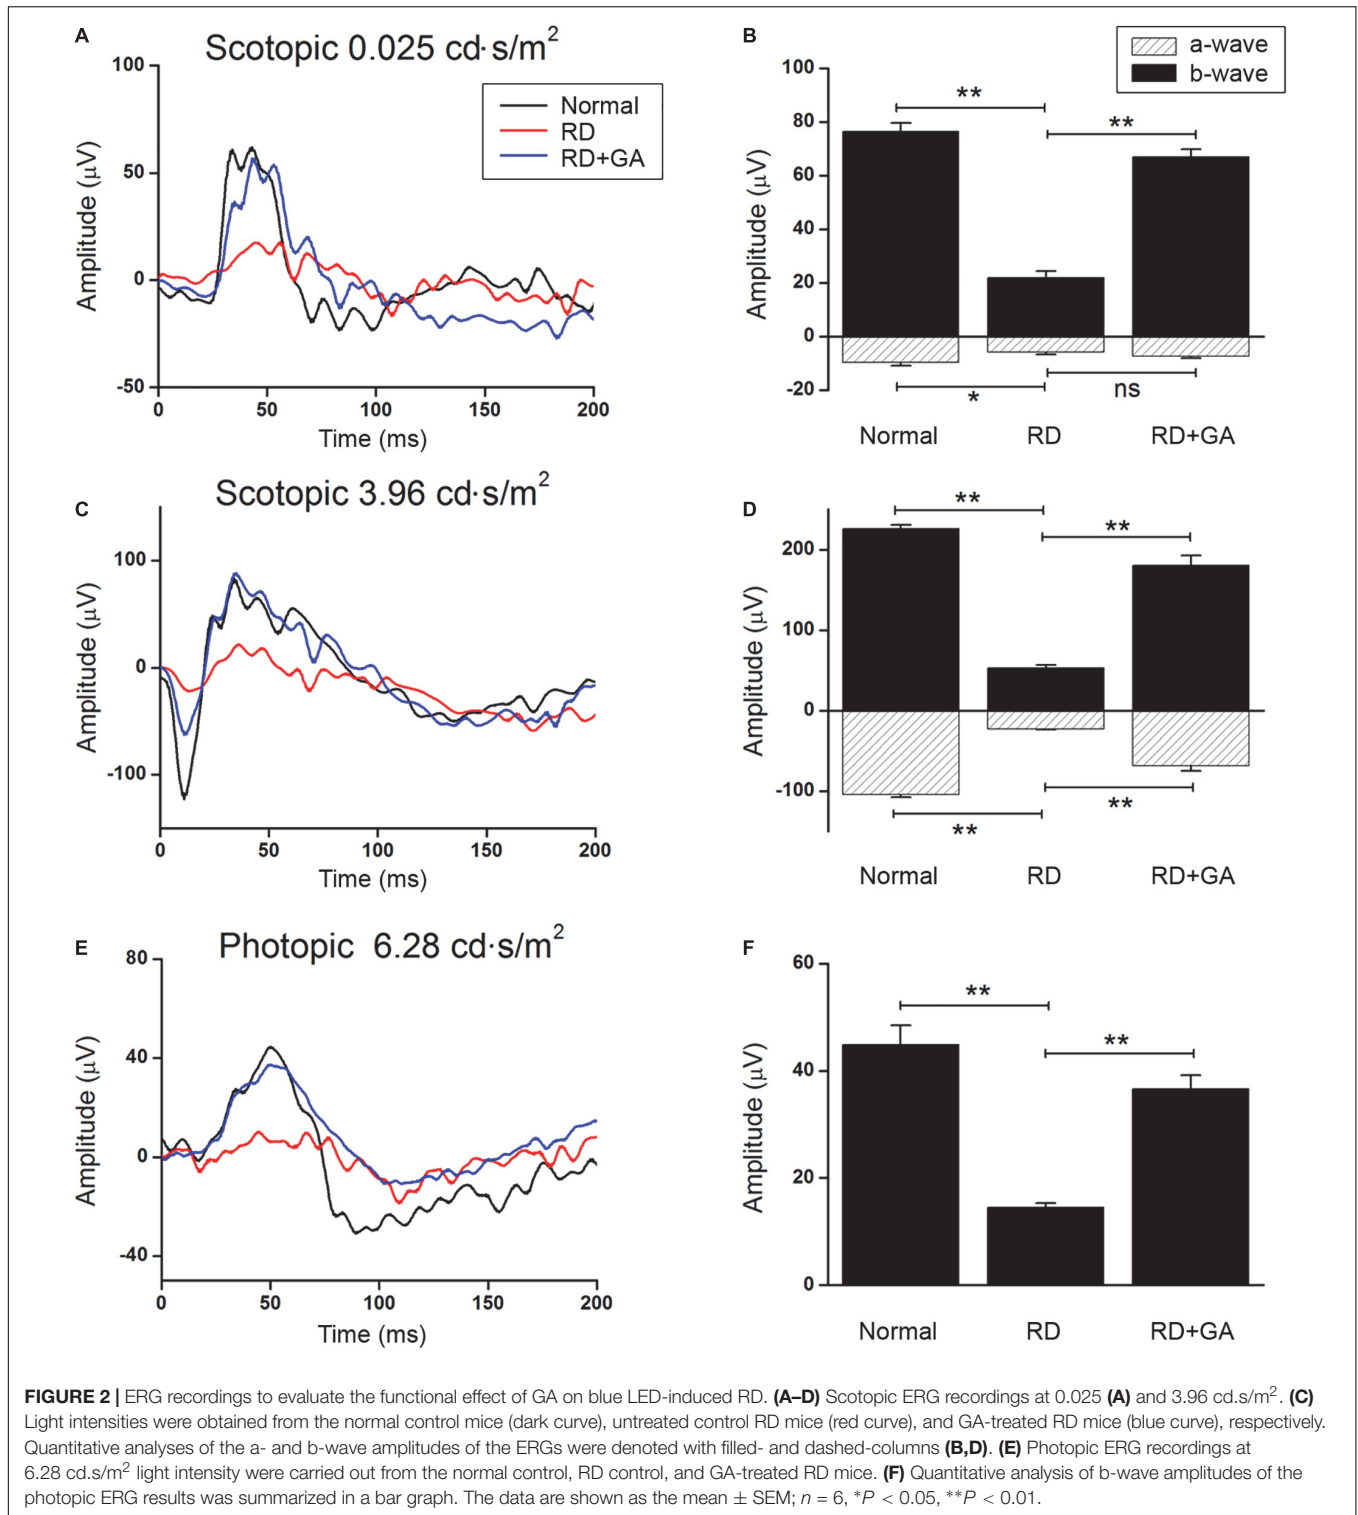 A
Scotopic 0.025 cd·s/m²
100
50
0
-50
Amplitude (μV)
Normal
RD
RD+GA
0 50 100 150 200
Time (ms)
B
a-wave
b-wave
100
80
60
40
20
0
-20
Amplitude (μV)
**
**
*
ns
Normal RD RD+GA
C
Scotopic 3.96 cd·s/m²
100
0
-100
Amplitude (μV)
0 50 100 150 200
Time (ms)
D
200
100
0
-100
Amplitude (μV)
**
**
**
**
Normal RD RD+GA
E
Photopic 6.28 cd·s/m²
80
40
0
-40
Amplitude (μV)
0 50 100 150 200
Time (ms)
F
60
40
20
0
Amplitude (μV)
**
**
Normal RD RD+GA
FIGURE 2 | ERG recordings to evaluate the functional effect of GA on blue LED-induced RD. (A–D) Scotopic ERG recordings at 0.025 (A) and 3.96 cd.s/m². (C)
Light intensities were obtained from the normal control mice (dark curve), untreated control RD mice (red curve), and GA-treated RD mice (blue curve), respectively.
Quantitative analyses of the a- and b-wave amplitudes of the ERGs were denoted with filled- and dashed-columns (B,D). (E) Photopic ERG recordings at
6.28 cd.s/m² light intensity were carried out from the normal control, RD control, and GA-treated RD mice. (F) Quantitative analysis of b-wave amplitudes of the
photopic ERG results was summarized in a bar graph. The data are shown as the mean ± SEM; n = 6, *P < 0.05, **P < 0.01.